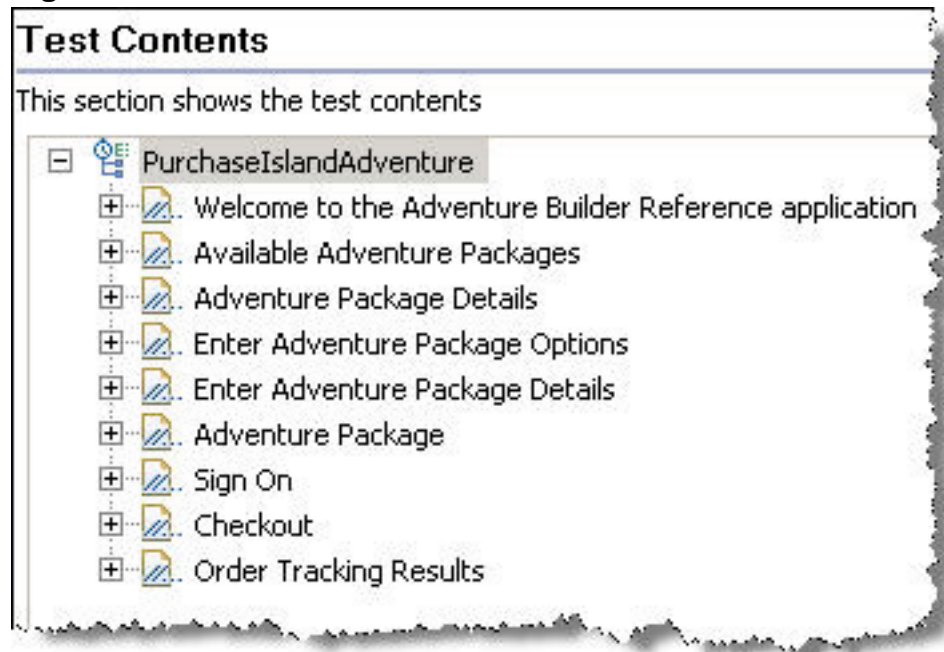 Test Contents
This section shows the test contents
PurchaseIslandAdventure
Welcome to the Adventure Builder Reference application
Available Adventure Packages
Adventure Package Details
Enter Adventure Package Options
Enter Adventure Package Details
Adventure Package
Sign On
Checkout
Order Tracking Results